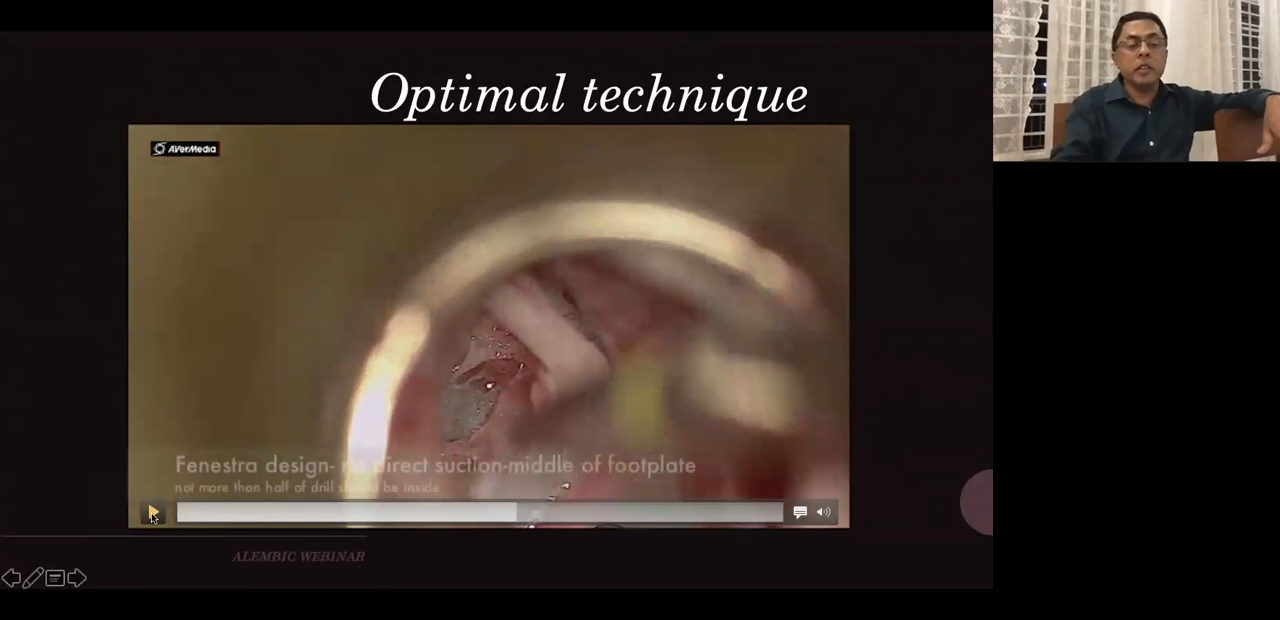 Optimal technique
AVerMedia
Fenestra design- no direct suction-middle of footplate
not more than half of drill should be inside
ALEMBIC WEBINAR